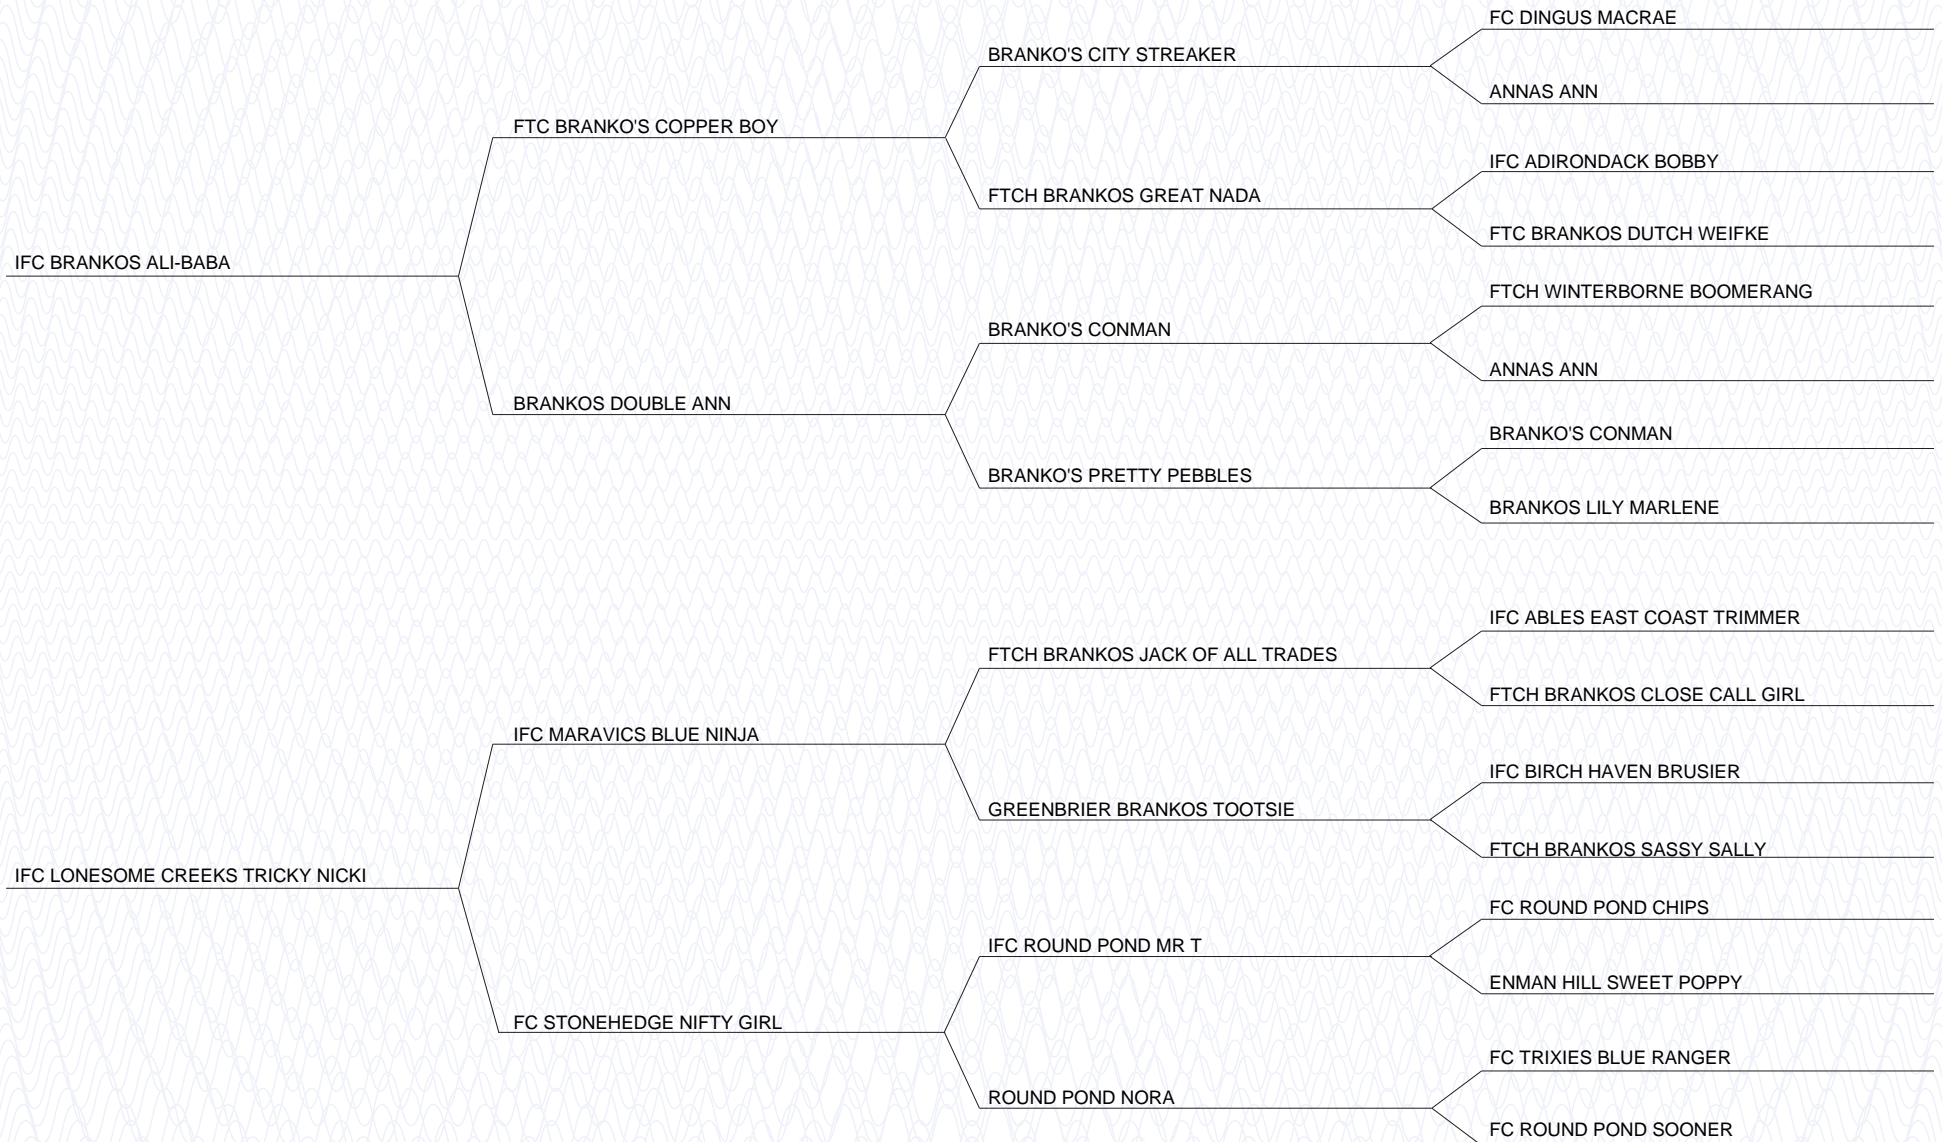 FC DINGUS MACRAE
BRANKO'S CITY STREAKER
ANNAS ANN
FTC BRANKO'S COPPER BOY
IFC ADIRONDACK BOBBY
FTCH BRANKOS GREAT NADA
FTC BRANKOS DUTCH WEIFKE
IFC BRANKOS ALI-BABA
FTCH WINTERBORNE BOOMERANG
BRANKO'S CONMAN
ANNAS ANN
BRANKOS DOUBLE ANN
BRANKO'S CONMAN
BRANKO'S PRETTY PEBBLES
BRANKOS LILY MARLENE
IFC ABLES EAST COAST TRIMMER
FTCH BRANKOS JACK OF ALL TRADES
FTCH BRANKOS CLOSE CALL GIRL
IFC MARAVICS BLUE NINJA
IFC BIRCH HAVEN BRUSIER
GREENBRIER BRANKOS TOOTSIE
FTCH BRANKOS SASSY SALLY
IFC LONESOME CREEKS TRICKY NICKI
FC ROUND POND CHIPS
IFC ROUND POND MR T
ENMAN HILL SWEET POPPY
FC STONEHEDGE NIFTY GIRL
FC TRIXIES BLUE RANGER
ROUND POND NORA
FC ROUND POND SOONER